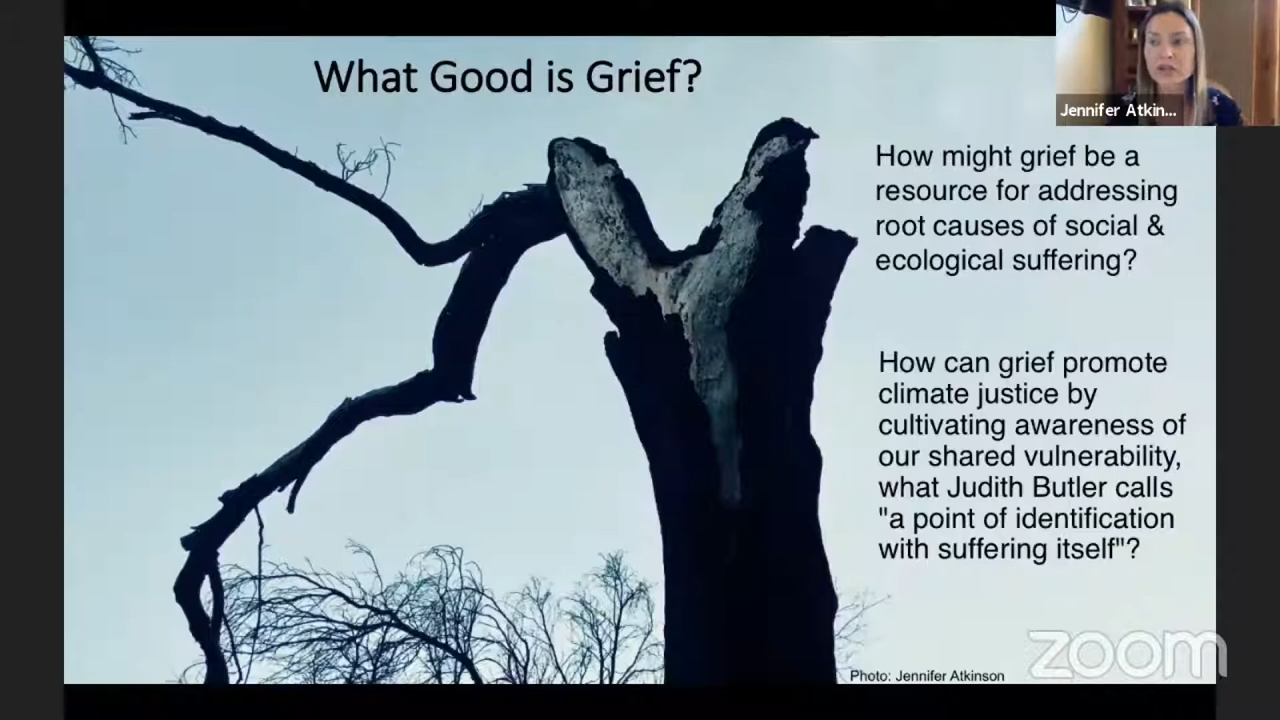 What Good is Grief?
Jennifer Atkin...
How might grief be a
resource for addressing
root causes of social &
ecological suffering?
How can grief promote
climate justice by
cultivating awareness of
our shared vulnerability,
what Judith Butler calls
"a point of identification
with suffering itself"?
zoom
Photo: Jennifer Atkinson